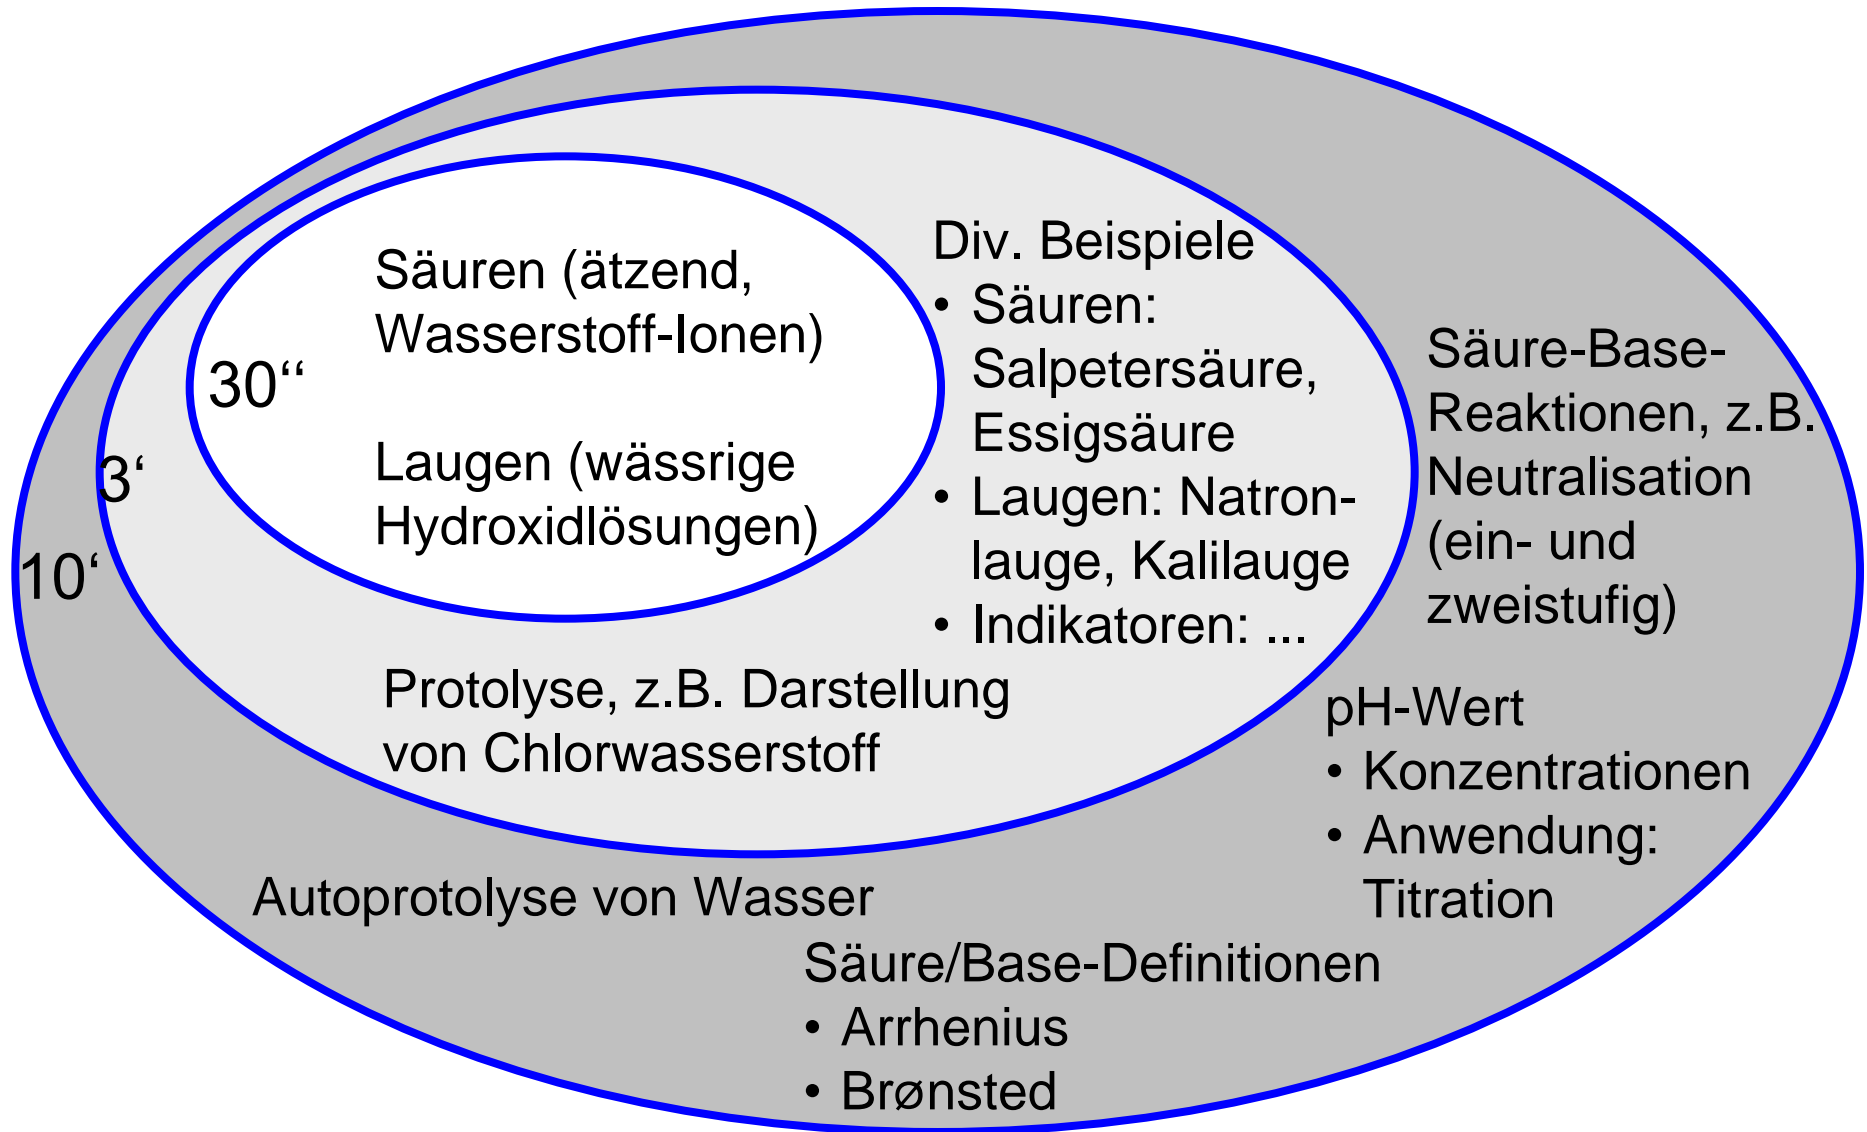 30“
Säuren (ätzend,
Wasserstoff-Ionen)
Laugen (wässrige
Hydroxidlösungen)
3‘
Div. Beispiele
• Säuren:
Salpetersäure,
Essigsäure
• Laugen: Natron-
lauge, Kalilauge
• Indikatoren: ...
Protolyse, z.B. Darstellung
von Chlorwasserstoff
10‘
Säure-Base-
Reaktionen, z.B.
Neutralisation
(ein- und
zweistufig)
pH-Wert
• Konzentrationen
• Anwendung:
Titration
Autoprotolyse von Wasser
Säure/Base-Definitionen
• Arrhenius
• Brønsted